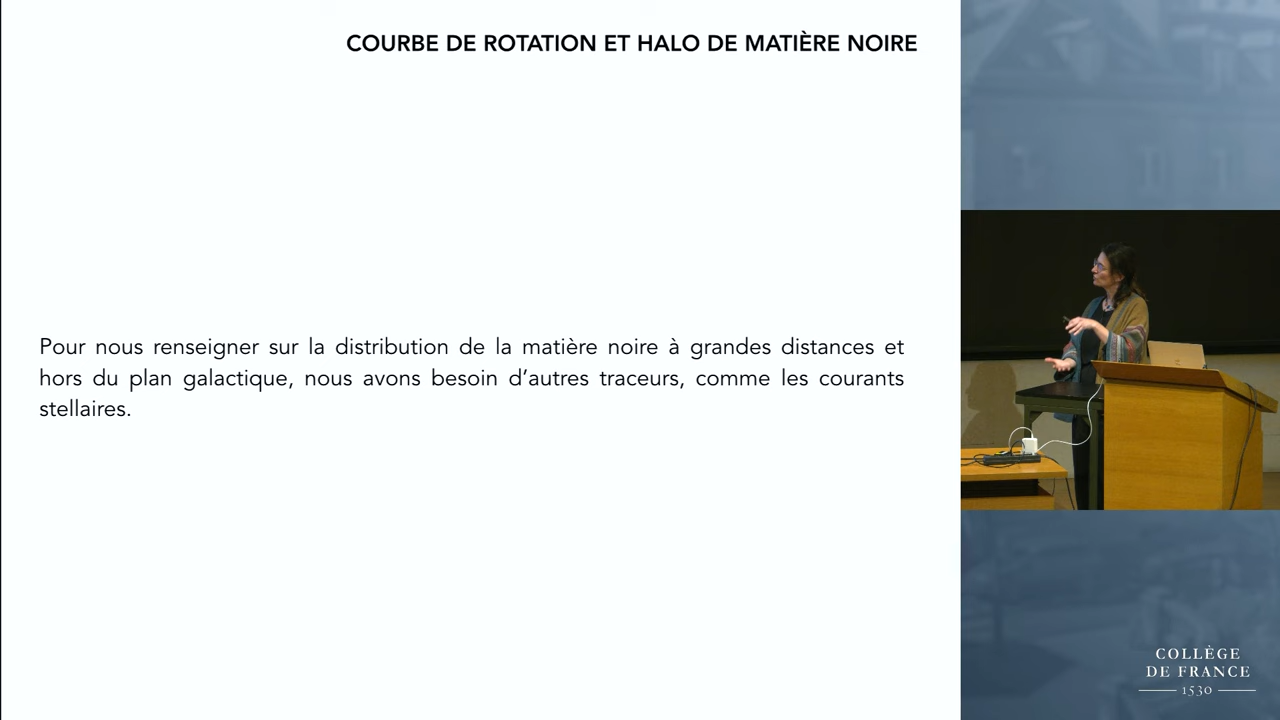 COURBE DE ROTATION ET HALO DE MATIÈRE NOIRE
Pour nous renseigner sur la distribution de la matière noire à grandes distances et
hors du plan galactique, nous avons besoin d’autres traceurs, comme les courants
stellaires.
COLLÈGE
DE FRANCE
1530